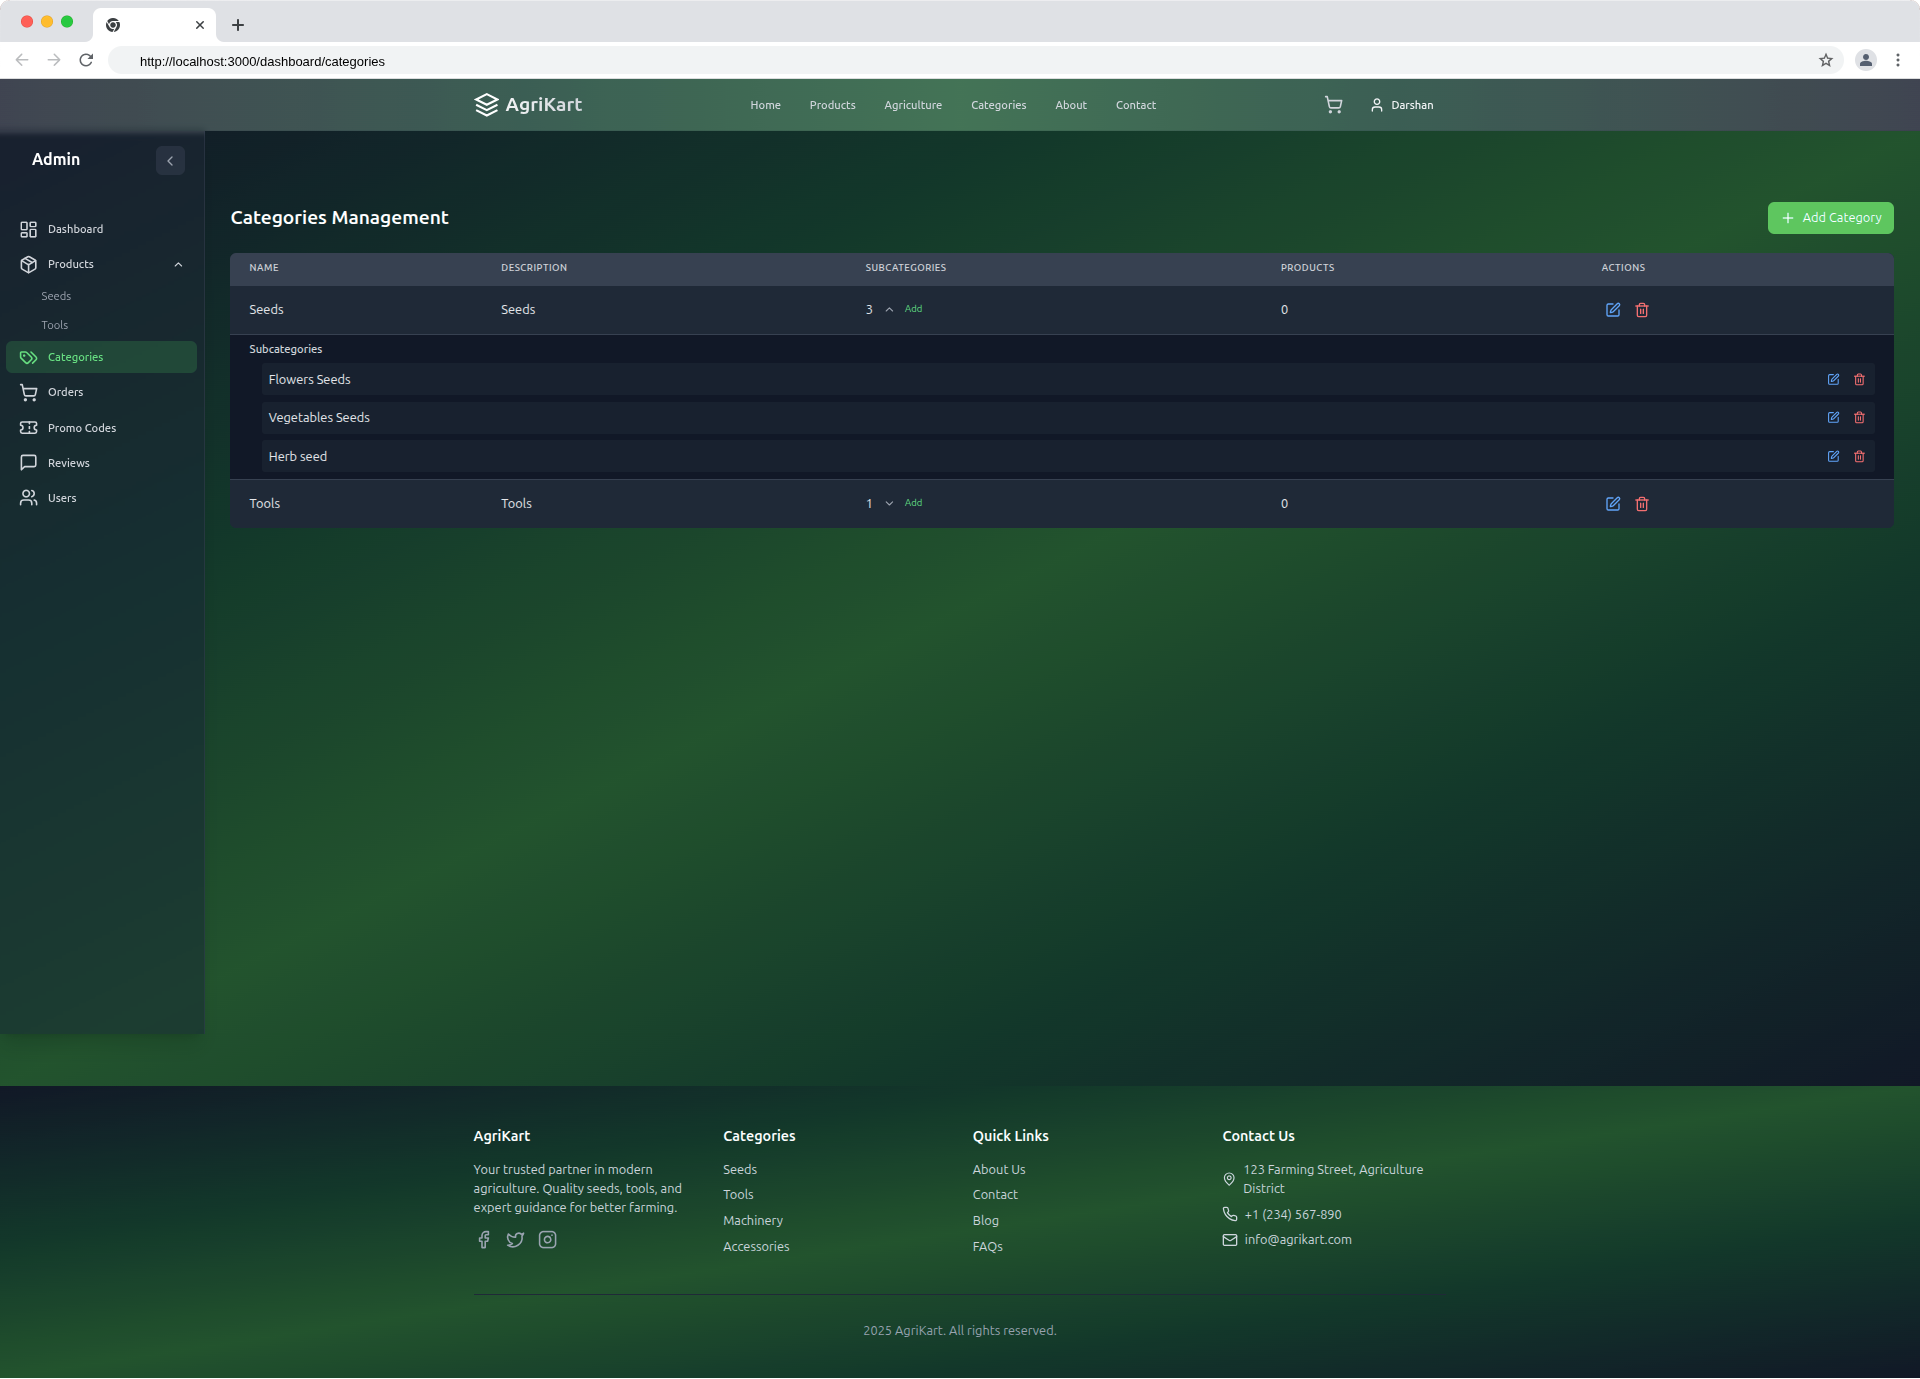 http://localhost:3000/dashboard/categories
AgriKart
Home Products Agriculture Categories About Contact
Darshan
Admin
Dashboard
Products
Seeds
Tools
Categories
Orders
Promo Codes
Reviews
Users
Categories Management
Add Category
NAME DESCRIPTION SUBCATEGORIES PRODUCTS ACTIONS
Seeds Seeds 3 Add 0
Subcategories
Flowers Seeds
Vegetables Seeds
Herb seed
Tools Tools 1 Add 0
AgriKart
Your trusted partner in modern
agriculture. Quality seeds, tools, and
expert guidance for better farming.
Categories
Seeds
Tools
Machinery
Accessories
Quick Links
About Us
Contact
Blog
FAQs
Contact Us
123 Farming Street, Agriculture
District
+1 (234) 567-890
info@agrikart.com
2025 AgriKart. All rights reserved.